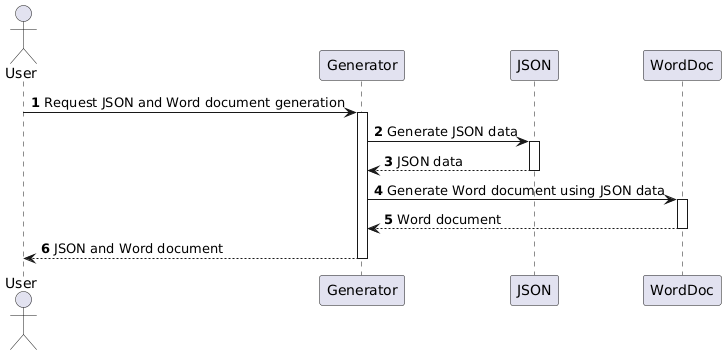 User
Generator
JSON
WordDoc
1 Request JSON and Word document generation
2 Generate JSON data
3 JSON data
4 Generate Word document using JSON data
5 Word document
6 JSON and Word document
User
Generator
JSON
WordDoc